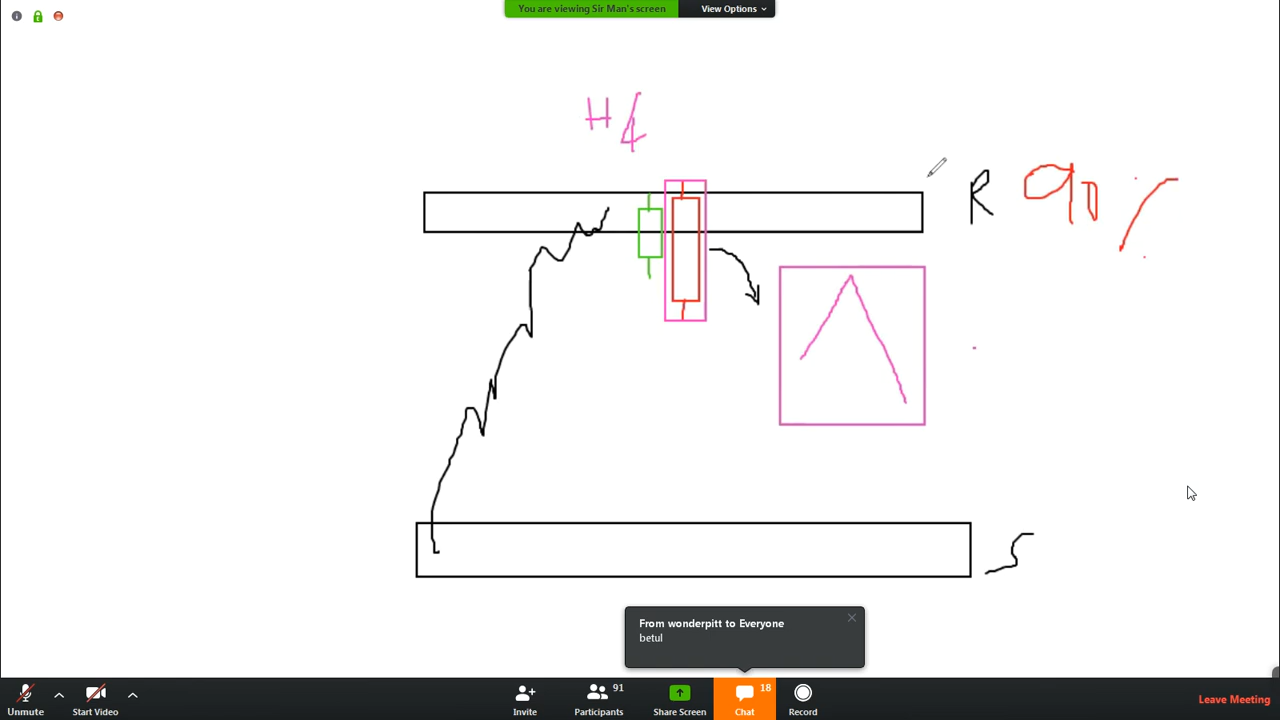 You are viewing Sir Man's screen
View Options
H4
R 90%
S
From wonderpitt to Everyone
betul
Unmute
Start Video
Invite
91
Participants
Share Screen
18
Chat
Record
Leave Meeting